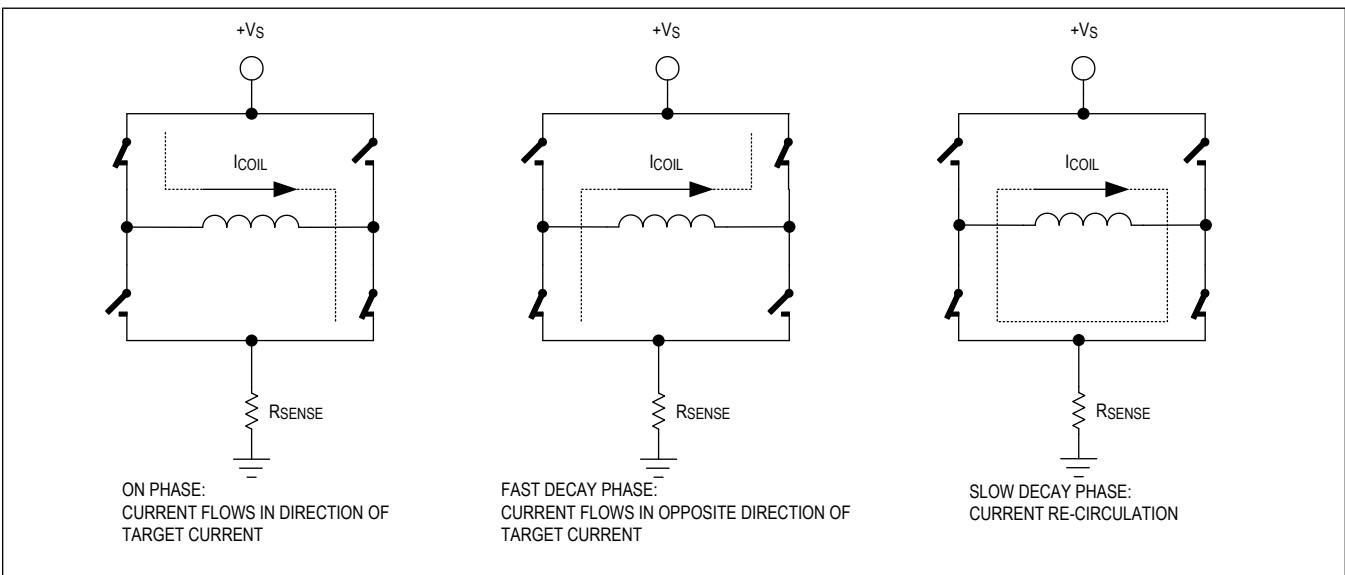 +VS
+VS
+VS
ICOIL
ICOIL
ICOIL
RSENSE
RSENSE
RSENSE
ON PHASE:
CURRENT FLOWS IN DIRECTION OF
TARGET CURRENT
FAST DECAY PHASE:
CURRENT FLOWS IN OPPOSITE DIRECTION OF
TARGET CURRENT
SLOW DECAY PHASE:
CURRENT RE-CIRCULATION